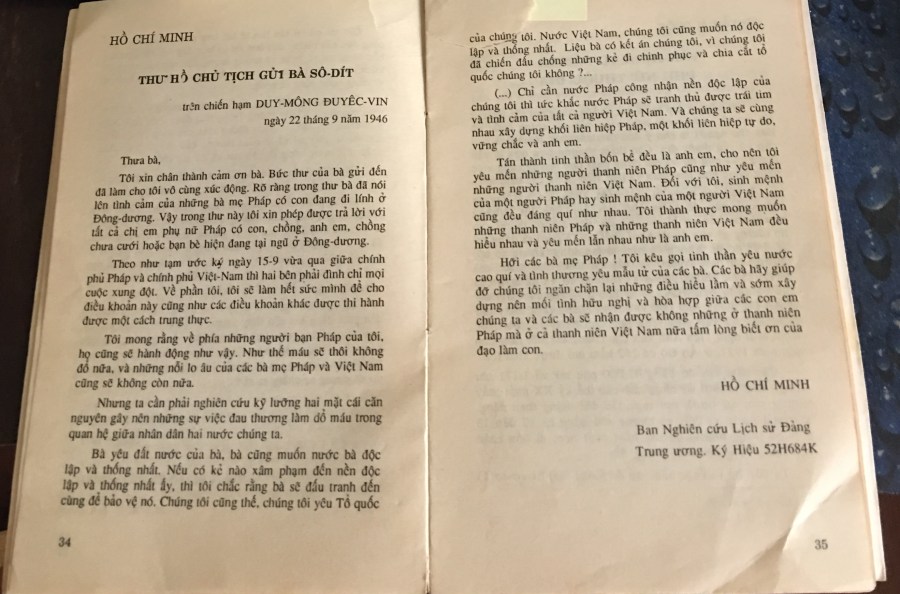 HỒ CHÍ MINH
THƯ HỒ CHỦ TỊCH GỬI BÀ SÔ-DÍT
trên chiến hạm DUY-MÔNG ĐUYÊC-VIN
ngày 22 tháng 9 năm 1946
Thưa bà,
Tôi xin chân thành cảm ơn bà. Bức thư của bà gửi đến
đã làm cho tôi vô cùng xúc động. Rõ ràng trong thư bà đã nói
lên tình cảm của những bà mẹ Pháp có con đang đi lính ở
Đông-dương. Vậy trong thư này tôi xin phép được trả lời với
tất cả chị em phụ nữ Pháp có con, chồng, anh em, chồng
chưa cưới hoặc bạn bè hiện đang tại ngũ ở Đông-dương.
Theo như tạm ước ký ngày 15-9 vừa qua giữa chính
phủ Pháp và chính phủ Việt-Nam thì hai bên phải đình chỉ mọi
cuộc xung đột. Về phần tôi, tôi sẽ làm hết sức mình để cho
điều khoản này cũng như các điều khoản khác được thi hành
được một cách trung thực.
Tôi mong rằng về phía những người bạn Pháp của tôi,
họ cũng sẽ hành động như vậy. Như thế máu sẽ thôi không
đổ nữa, và những nỗi lo âu của các bà mẹ Pháp và Việt Nam
cũng sẽ không còn nữa.
Nhưng ta cần phải nghiên cứu kỹ lưỡng hai mặt cái căn
nguyên gây nên những sự việc đau thương làm đổ máu trong
quan hệ giữa nhân dân hai nước chúng ta.
Bà yêu đất nước của bà, bà cũng muốn nước bà độc
lập và thống nhất. Nếu có kẻ nào xâm phạm đến nền độc
lập và thống nhất ấy, thì tôi chắc rằng bà sẽ đấu tranh đến
cùng để bảo vệ nó. Chúng tôi cũng thế, chúng tôi yêu Tổ quốc
34
của chúng tôi. Nước Việt Nam, chúng tôi cũng muốn nó độc
lập và thống nhất. Liệu bà có kết án chúng tôi, vì chúng tôi
đã chiến đấu chống những kẻ đi chinh phục và chia cắt tổ
quốc chúng tôi không ?...
(...) Chỉ cần nước Pháp công nhận nền độc lập của
chúng tôi thì tức khắc nước Pháp sẽ tranh thủ được trái tim
và tình cảm của tất cả người Việt Nam. Và chúng ta sẽ cùng
nhau xây dựng khối liên hiệp Pháp, một khối liên hiệp tự do,
vững chắc và anh em.
Tán thành tinh thần bốn bể đều là anh em, cho nên tôi
yêu mến những người thanh niên Pháp cũng như yêu mến
những người thanh niên Việt Nam. Đối với tôi, sinh mệnh
của một người Pháp hay sinh mệnh của một người Việt Nam
cũng đều đáng quí như nhau. Tôi thành thực mong muốn
những thanh niên Pháp và những thanh niên Việt Nam đều
hiểu nhau và yêu mến lẫn nhau như là anh em.
Hỡi các bà mẹ Pháp ! Tôi kêu gọi tinh thần yêu nước
cao quí và tình thương yêu mẫu tử của các bà. Các bà hãy giúp
đỡ chúng tôi ngăn chặn lại những điều hiểu lầm và sớm xây
dựng nên mối tình hữu nghị và hòa hợp giữa các con em
chúng ta và các bà sẽ nhận được không những ở thanh niên
Pháp mà ở cả thanh niên Việt Nam nữa tấm lòng biết ơn của
đạo làm con.
HỒ CHÍ MINH
Ban Nghiên cứu Lịch sử Đảng
Trung ương. Ký Hiệu 52H684K
35